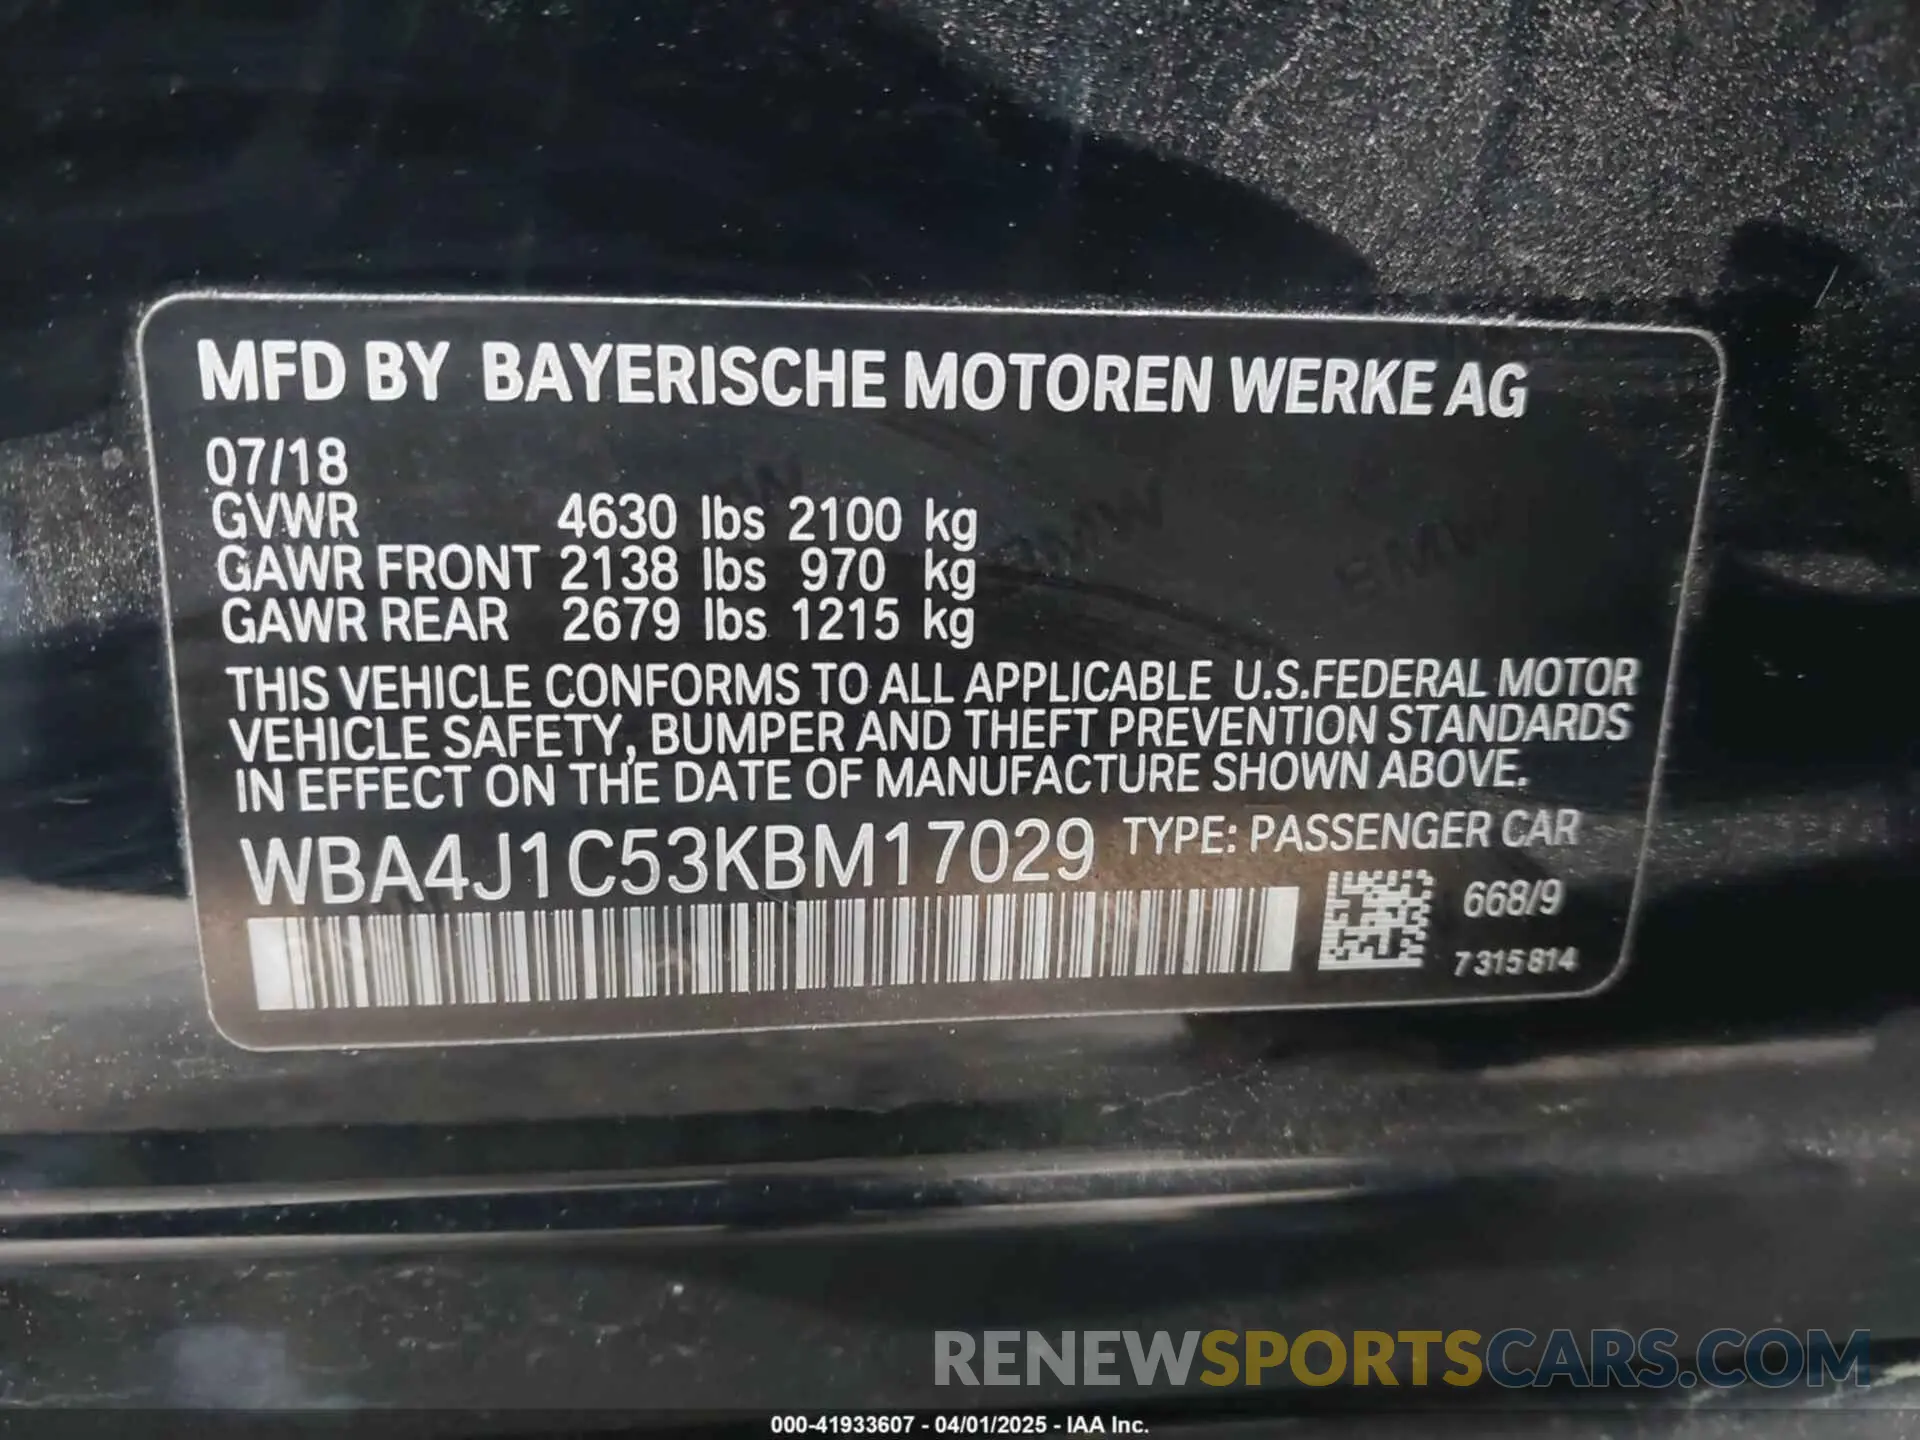 MFD BY BAYERISCHE MOTOREN WERKE AG
07/18
GVWR 4630 lbs 2100 kg
GAWR FRONT 2138 lbs 970 kg
GAWR REAR 2679 lbs 1215 kg
THIS VEHICLE CONFORMS TO ALL APPLICABLE U.S.FEDERAL MOTOR
VEHICLE SAFETY, BUMPER AND THEFT PREVENTION STANDARDS
IN EFFECT ON THE DATE OF MANUFACTURE SHOWN ABOVE.
WBA4J1C53KBM17029 TYPE: PASSENGER CAR
668/9
7 315 814
RENEWSPORTSCARS.COM
000-41933607 - 04/01/2025 - IAA Inc.